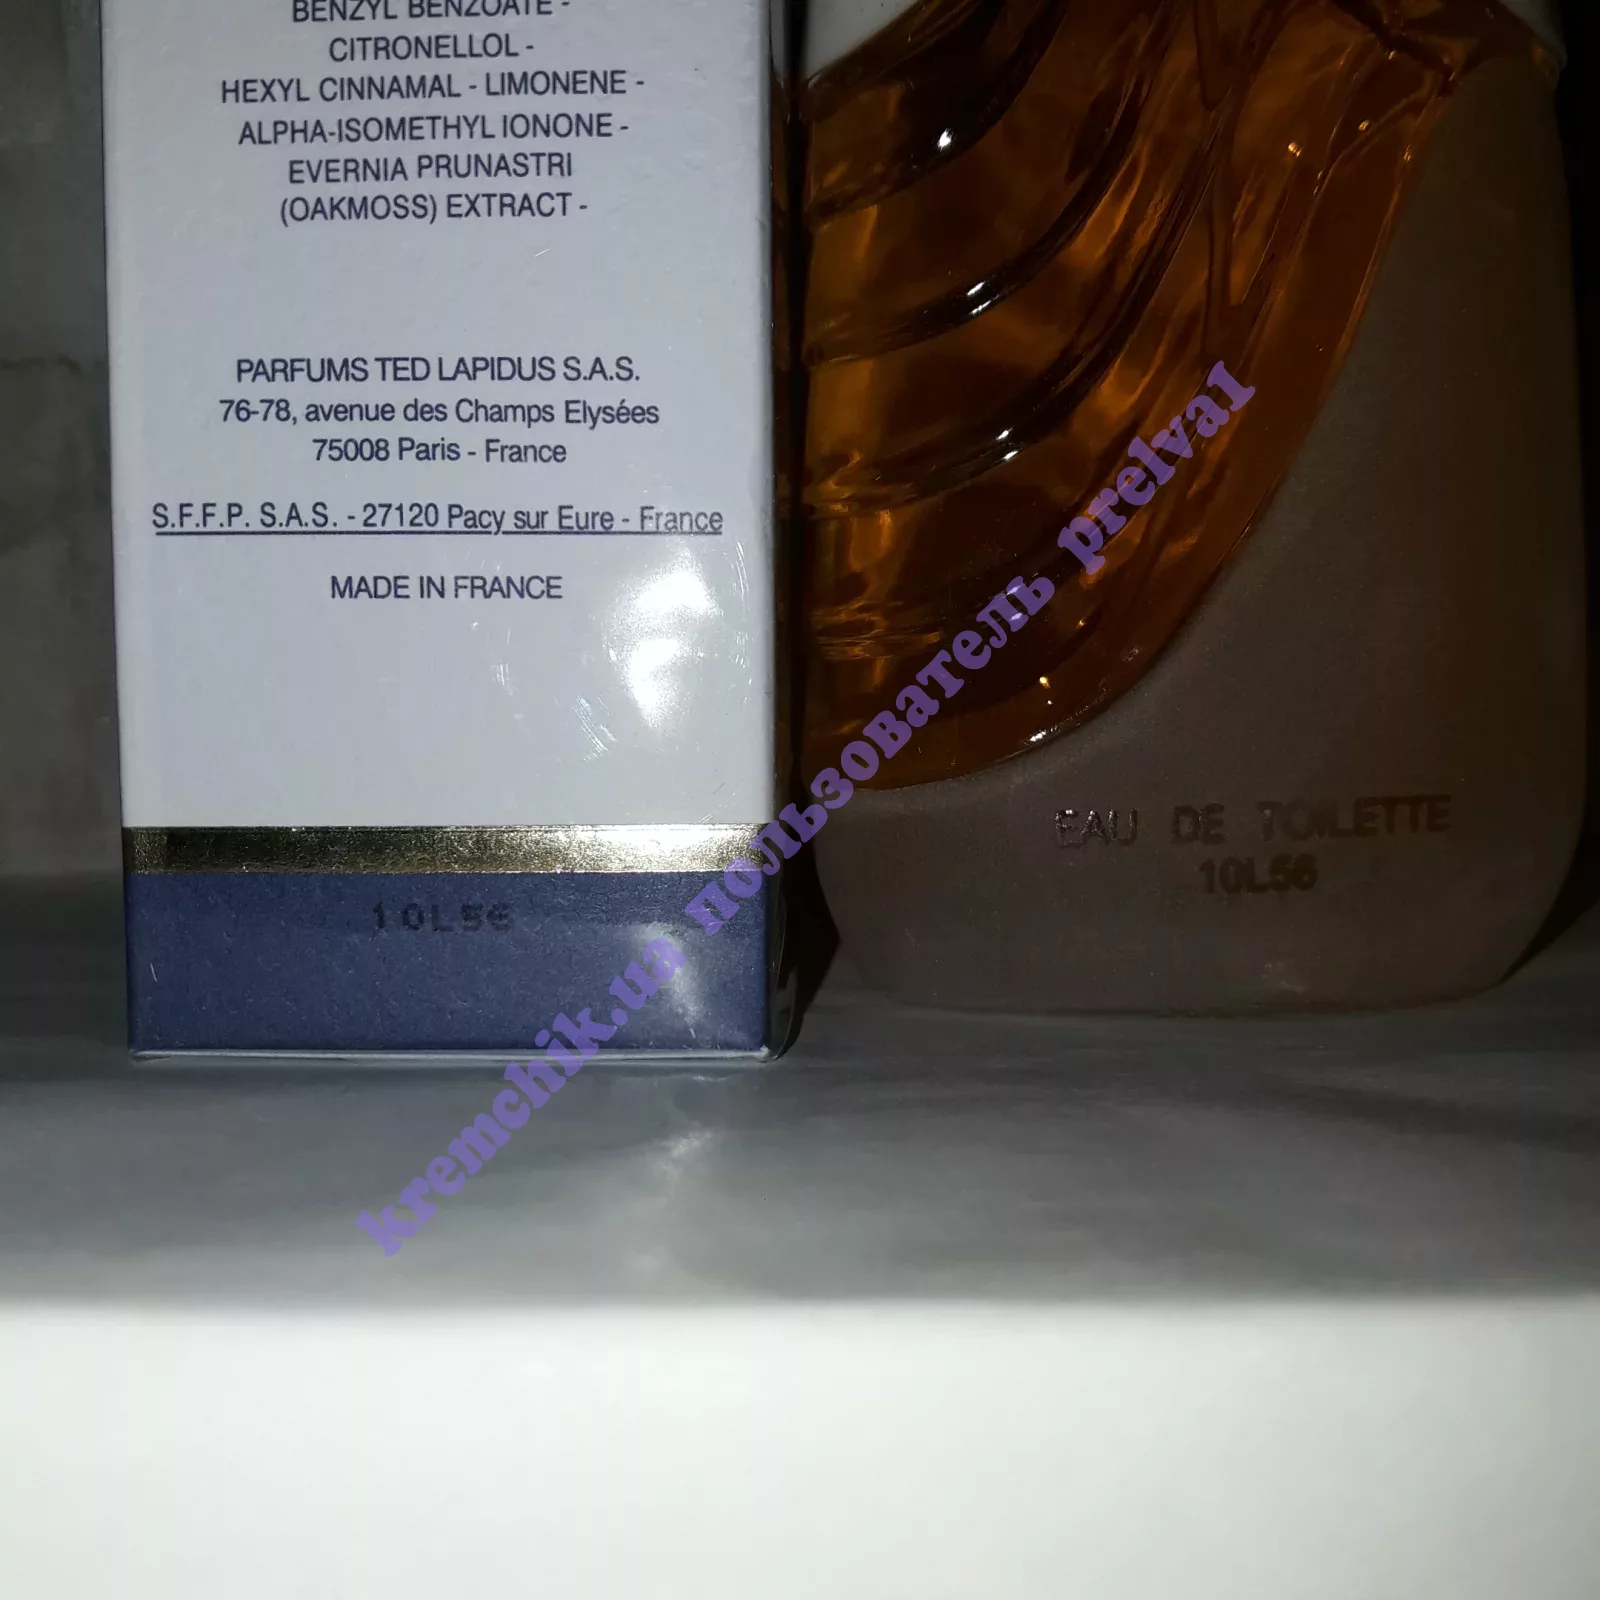 BENZYL BENZOATE -
CITRONELLOL -
HEXYL CINNAMAL - LIMONENE -
ALPHA-ISOMETHYL IONONE -
EVERNIA PRUNASTRI
(OAKMOSS) EXTRACT -
PARFUMS TED LAPIDUS S.A.S.
76-78, avenue des Champs Elysées
75008 Paris - France
S.F.F.P. S.A.S. - 27120 Pacy sur Eure - France
MADE IN FRANCE
10L56
EAU DE TOILETTE
10L56
kremchik.ua пользователь prelva1